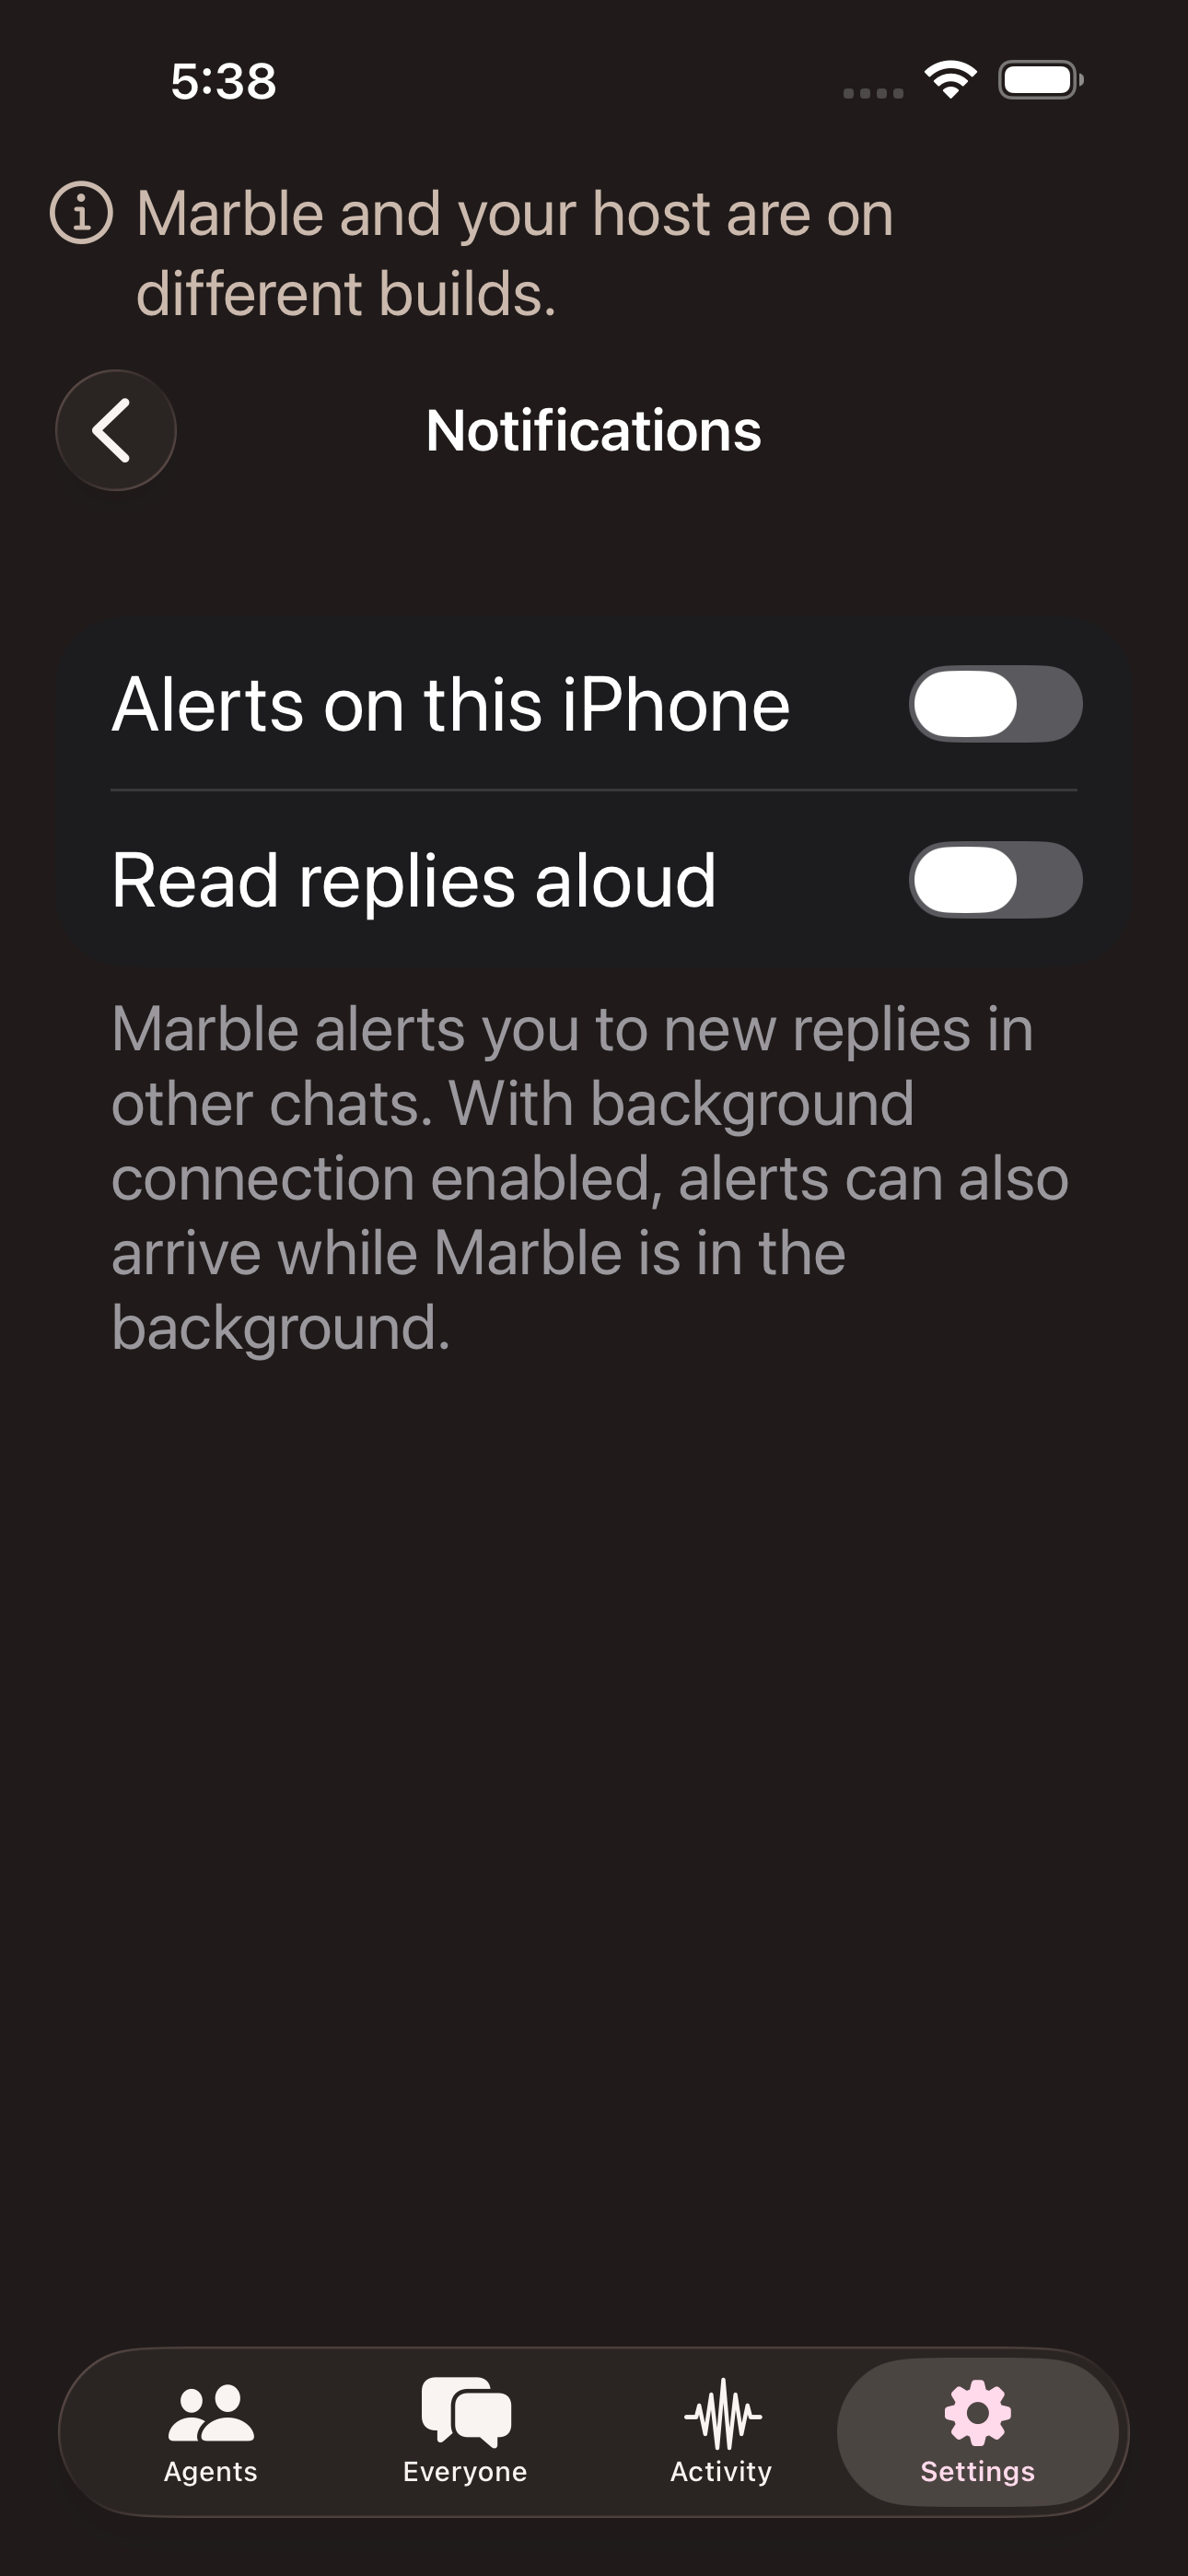 5:38
Marble and your host are on
different builds.
Notifications
Alerts on this iPhone
Read replies aloud
Marble alerts you to new replies in
other chats. With background
connection enabled, alerts can also
arrive while Marble is in the
background.
Agents
Everyone
Activity
Settings